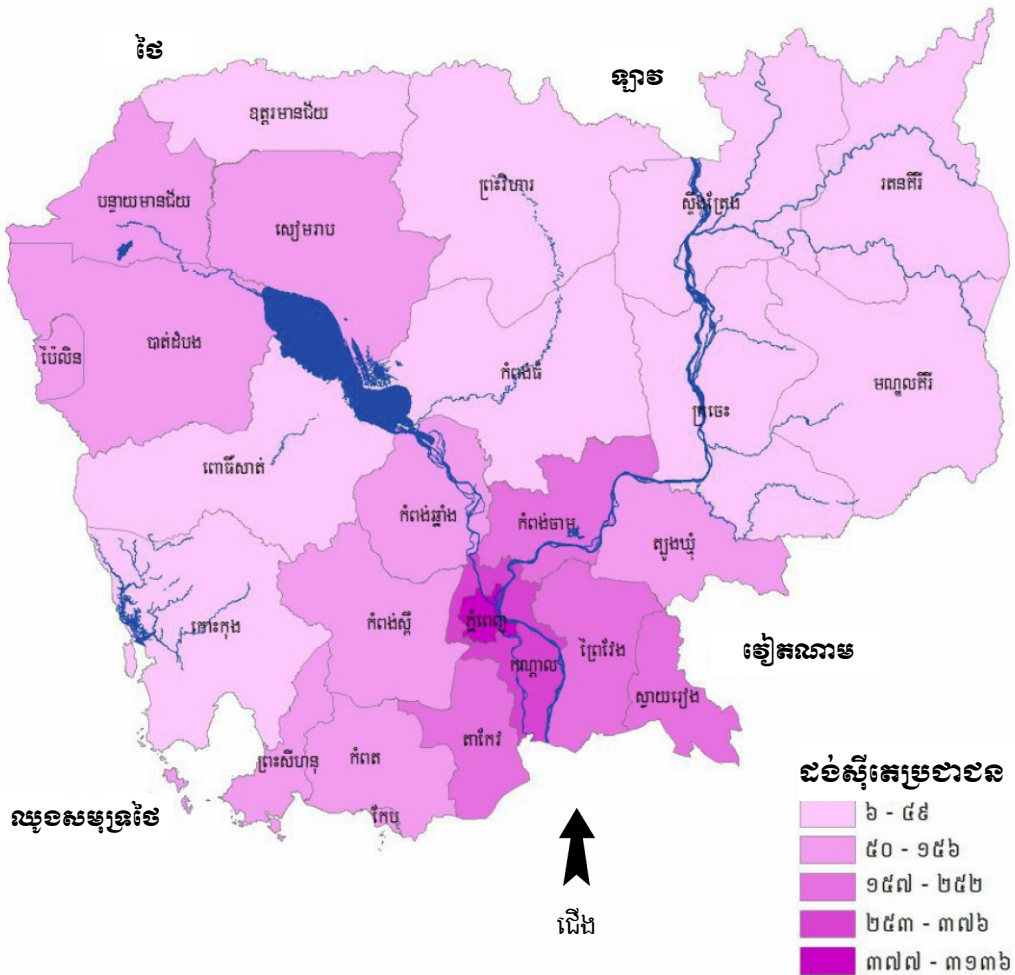 ថៃ
ឡាវ
ឧត្តរមានជ័យ
ព្រះវិហារ
រតនគីរី
បន្ទាយមានជ័យ
ស្ទឹងត្រែង
សៀមរាប
ប៉ៃលិន
បាត់ដំបង
កំពង់ធំ
មណ្ឌលគីរី
ក្រចេះ
ពោធិ៍សាត់
កំពង់ឆ្នាំង
កំពង់ចាម
ត្បូងឃ្មុំ
កោះកុង
កំពង់ស្ពឺ
ភ្នំពេញ
ព្រៃវែង
វៀតណាម
កណ្តាល
ស្វាយរៀង
តាកែវ
ព្រះសីហនុ
កំពត
កែប
ឈូងសមុទ្រថៃ
ជើង
ដង់ស៊ីតេប្រជាជន
៦ - ៤៩
៥០ - ១៥៦
១៥៧ - ២៥២
២៥៣ - ៣៧៦
៣៧៧ - ៣១៣៦